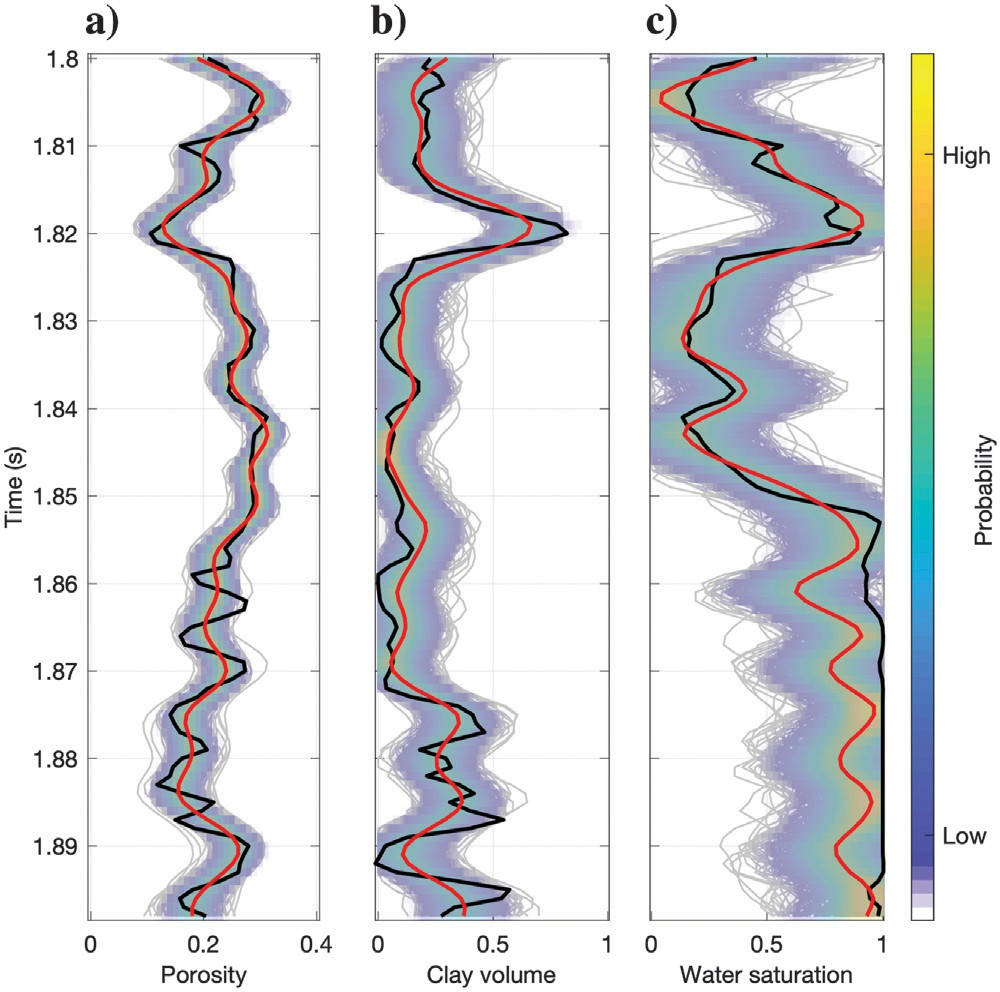 a) b) c)
1.8
1.81
1.82
1.83
1.84
1.85
1.86
1.87
1.88
1.89
Time (s)
0 0.2 0.4
Porosity
0 0.5 1
Clay volume
0 0.5 1
Water saturation
High
Low
Probability